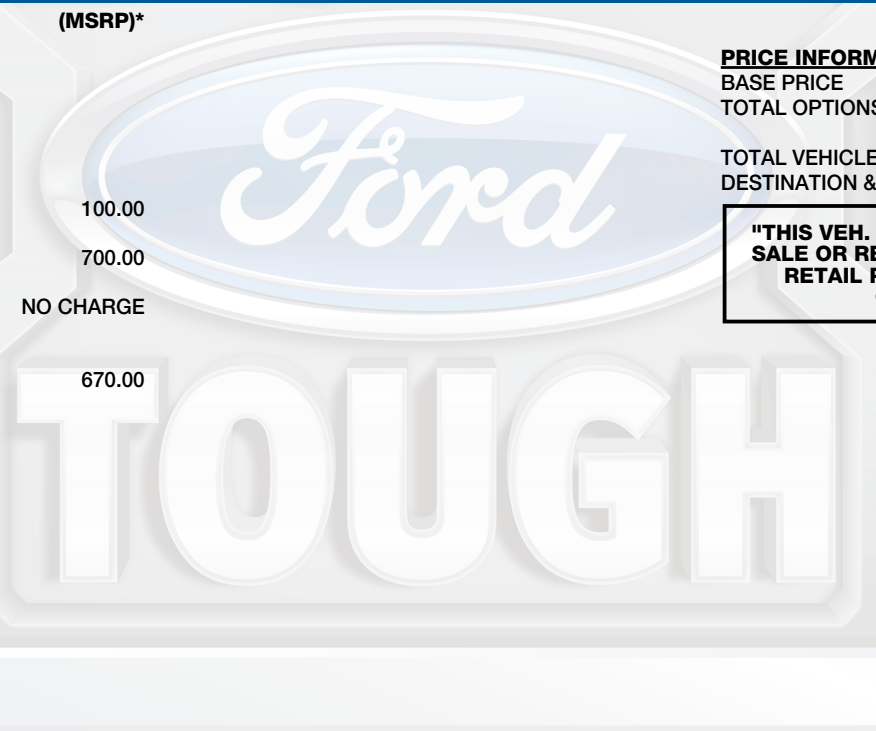 (MSRP)*
100.00
700.00
NO CHARGE
670.00
PRICE INFORM
BASE PRICE
TOTAL OPTIONS
TOTAL VEHICLE
DESTINATION &
"THIS VEH.
SALE OR RE
RETAIL
Ford
TOUGH